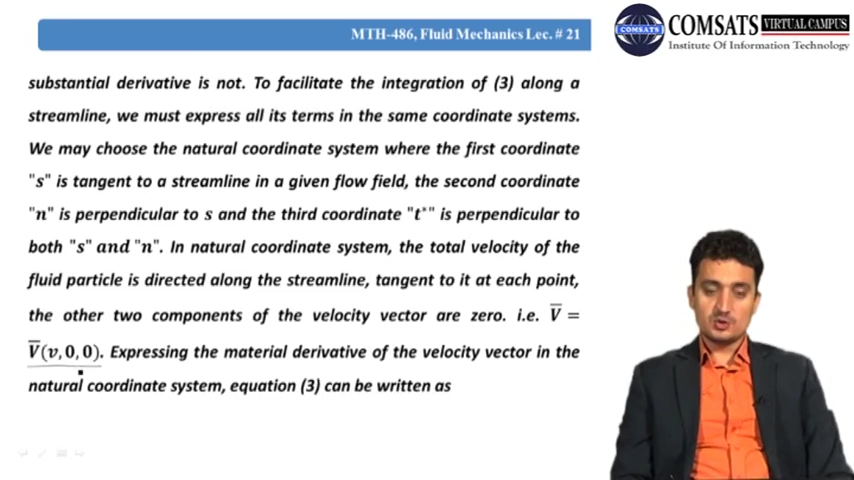 MTH-486, Fluid Mechanics Lec. # 21
COMSATS VIRTUAL CAMPUS
Institute Of Information Technology
COMSATS
substantial derivative is not. To facilitate the integration of (3) along a
streamline, we must express all its terms in the same coordinate systems.
We may choose the natural coordinate system where the first coordinate
"s" is tangent to a streamline in a given flow field, the second coordinate
"n" is perpendicular to s and the third coordinate "t*" is perpendicular to
both "s" and "n". In natural coordinate system, the total velocity of the
fluid particle is directed along the streamline, tangent to it at each point,
the other two components of the velocity vector are zero. i.e. V̅ =
V̅(v, 0, 0). Expressing the material derivative of the velocity vector in the
natural coordinate system, equation (3) can be written as